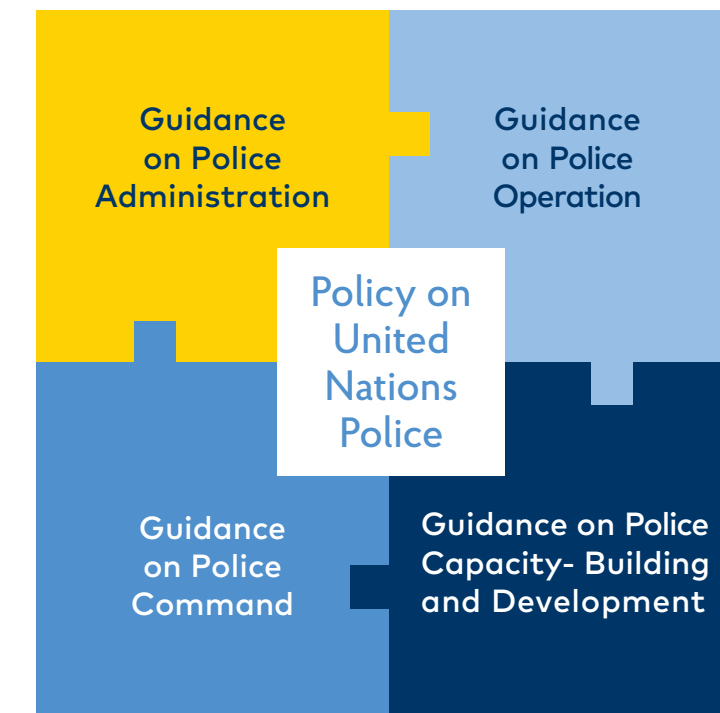 Guidance
on Police
Administration
Guidance
on Police
Operation
Policy on
United
Nations
Police
Guidance
on Police
Command
Guidance on Police
Capacity- Building
and Development